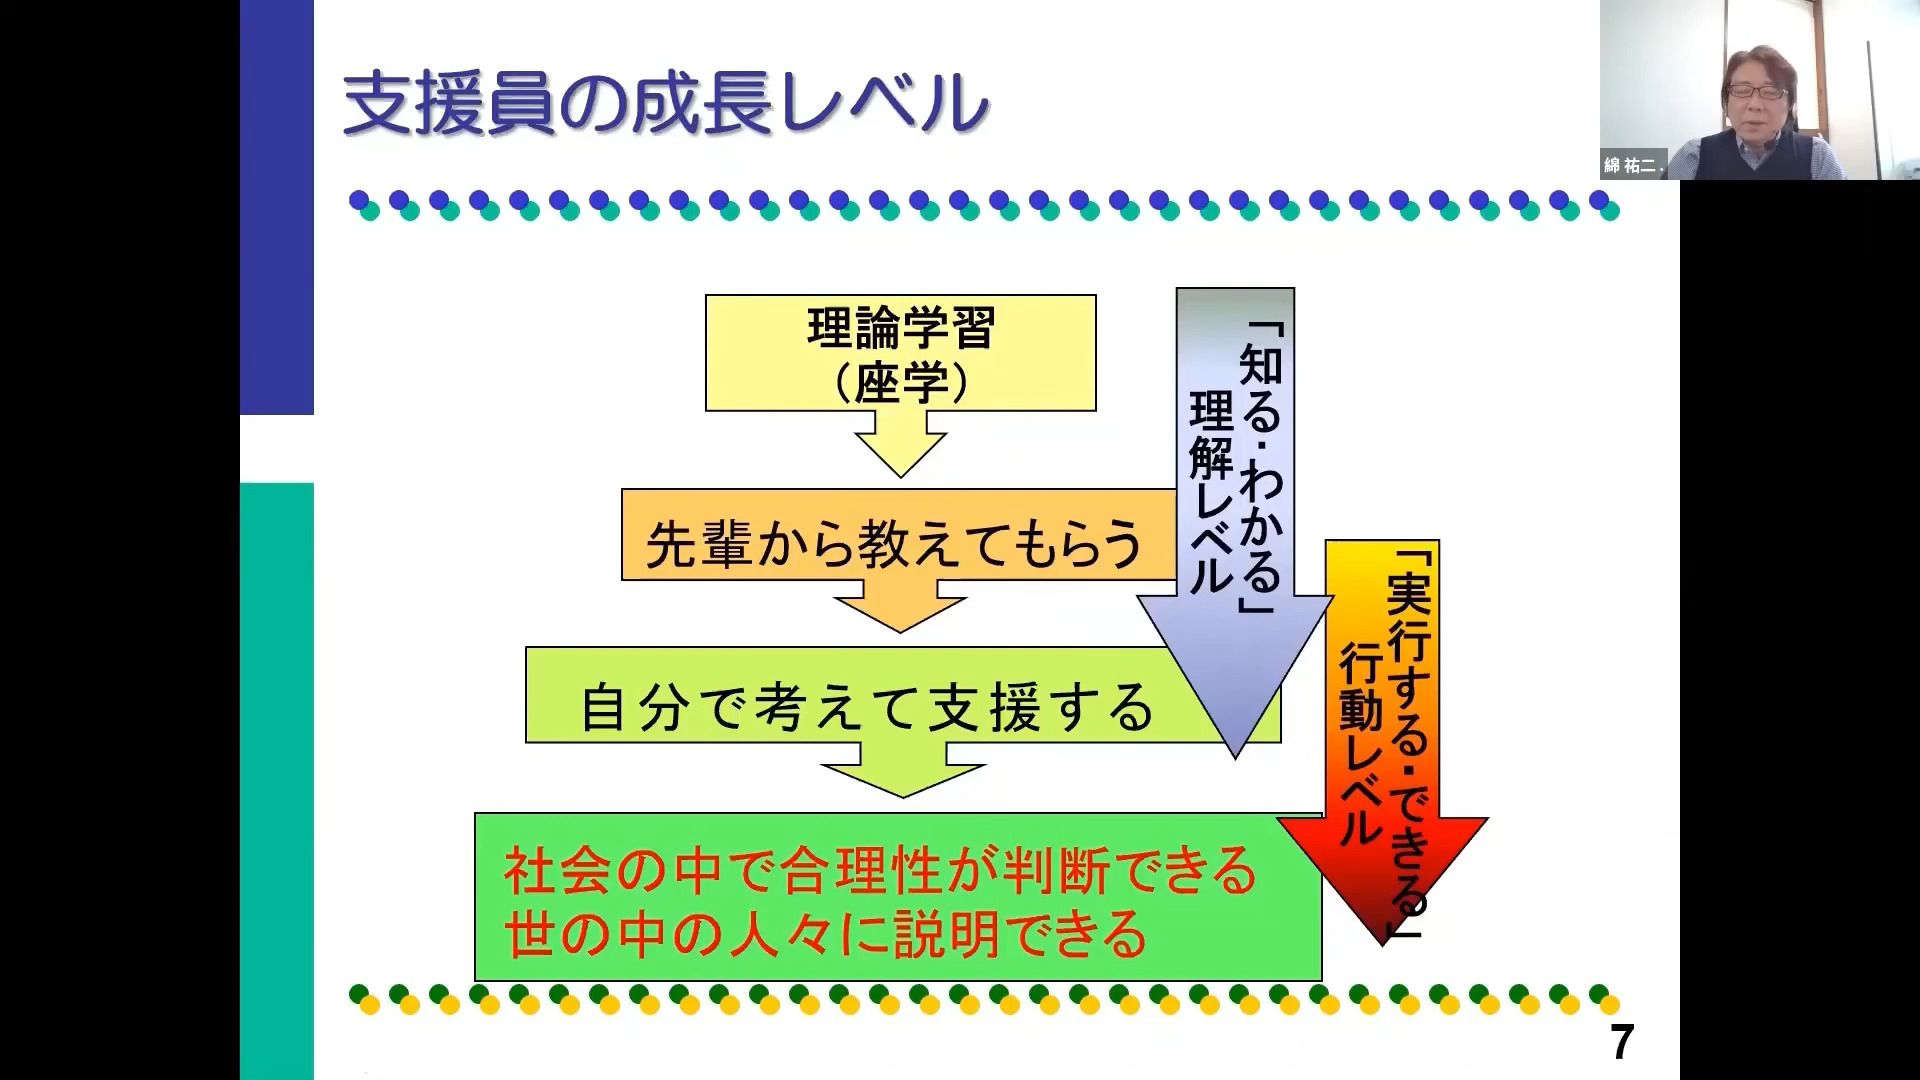 支援員の成長レベル
綿 祐二 .
理論学習
（座学）
先輩から教えてもらう
自分で考えて支援する
社会の中で合理性が判断できる
世の中の人々に説明できる
「知る・わかる」
理解レベル
「実行する・できる」
行動レベル
7